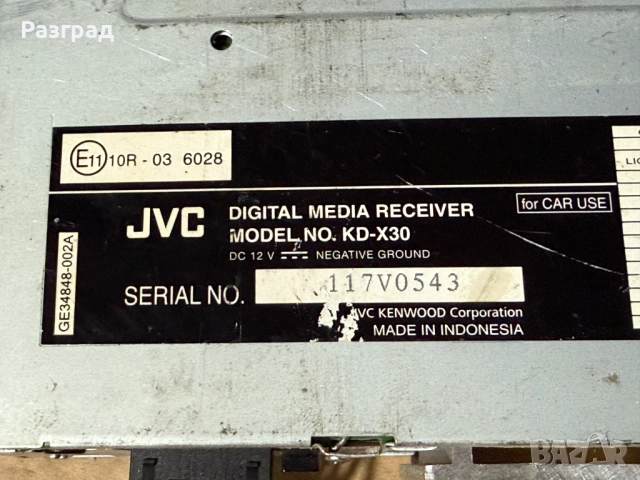 Разград
E11 10R - 03 6028
JVC
DIGITAL MEDIA RECEIVER
for CAR USE
MODEL NO. KD-X30
DC 12 V NEGATIVE GROUND
SERIAL NO. 117V0543
JVC KENWOOD Corporation
MADE IN INDONESIA
GE34848-002A
BAZAR